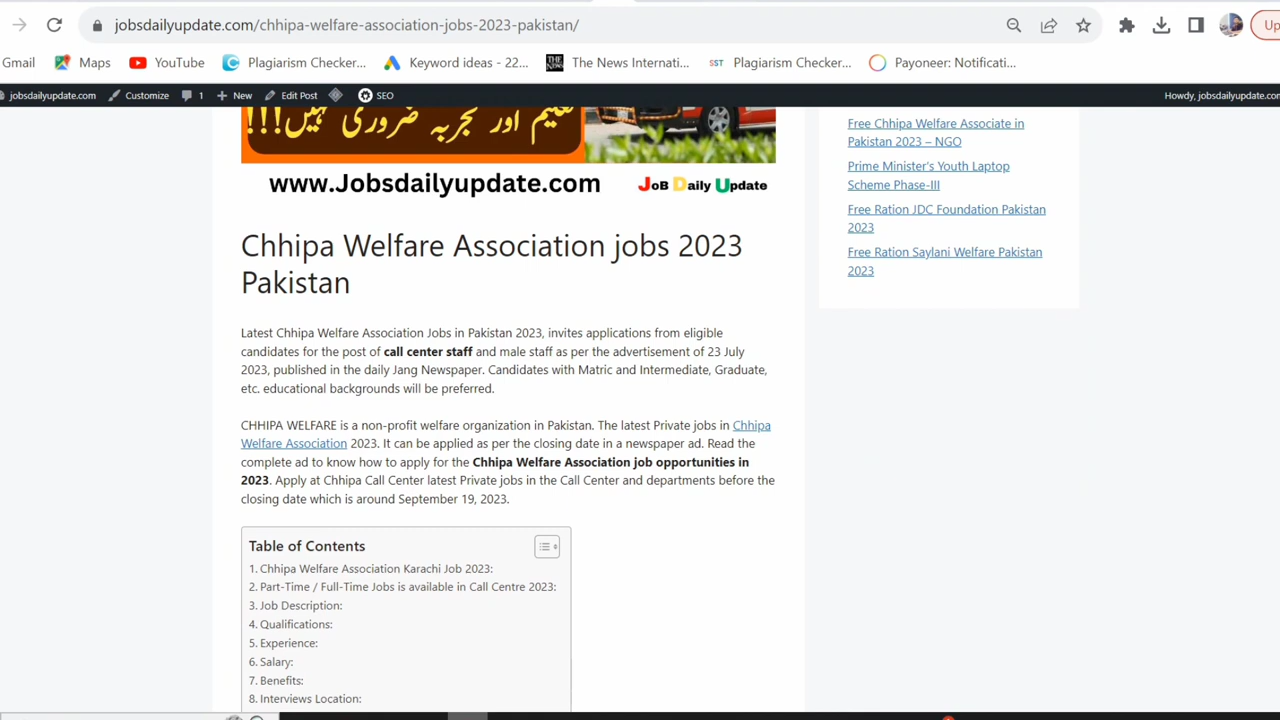 jobsdailyupdate.com/chhipa-welfare-association-jobs-2023-pakistan/
Up
Gmail
Maps
YouTube
Plagiarism Checker...
Keyword ideas - 22...
THE NEWS
The News Internati...
SST
Plagiarism Checker...
Payoneer: Notificati...
jobsdailyupdate.com
Customize
1
New
Edit Post
SEO
Howdy, jobsdailyupdate.com
تعلیم اور تجربہ ضروری نہیں!!!
www.Jobsdailyupdate.com
JoB Daily Update
Chhipa Welfare Association jobs 2023
Pakistan
Latest Chhipa Welfare Association Jobs in Pakistan 2023, invites applications from eligible
candidates for the post of call center staff and male staff as per the advertisement of 23 July
2023, published in the daily Jang Newspaper. Candidates with Matric and Intermediate, Graduate,
etc. educational backgrounds will be preferred.
CHHIPA WELFARE is a non-profit welfare organization in Pakistan. The latest Private jobs in Chhipa
Welfare Association 2023. It can be applied as per the closing date in a newspaper ad. Read the
complete ad to know how to apply for the Chhipa Welfare Association job opportunities in
2023. Apply at Chhipa Call Center latest Private jobs in the Call Center and departments before the
closing date which is around September 19, 2023.
Table of Contents
1. Chhipa Welfare Association Karachi Job 2023:
2. Part-Time / Full-Time Jobs is available in Call Centre 2023:
3. Job Description:
4. Qualifications:
5. Experience:
6. Salary:
7. Benefits:
8. Interviews Location:
Free Chhipa Welfare Associate in
Pakistan 2023 – NGO
Prime Minister's Youth Laptop
Scheme Phase-III
Free Ration JDC Foundation Pakistan
2023
Free Ration Saylani Welfare Pakistan
2023